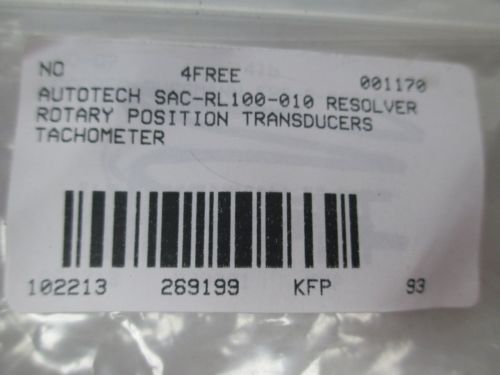 NO 4FREE 001170
AUTOTECH SAC-RL100-010 RESOLVER
ROTARY POSITION TRANSDUCERS
TACHOMETER
102213 269199 KFP 93